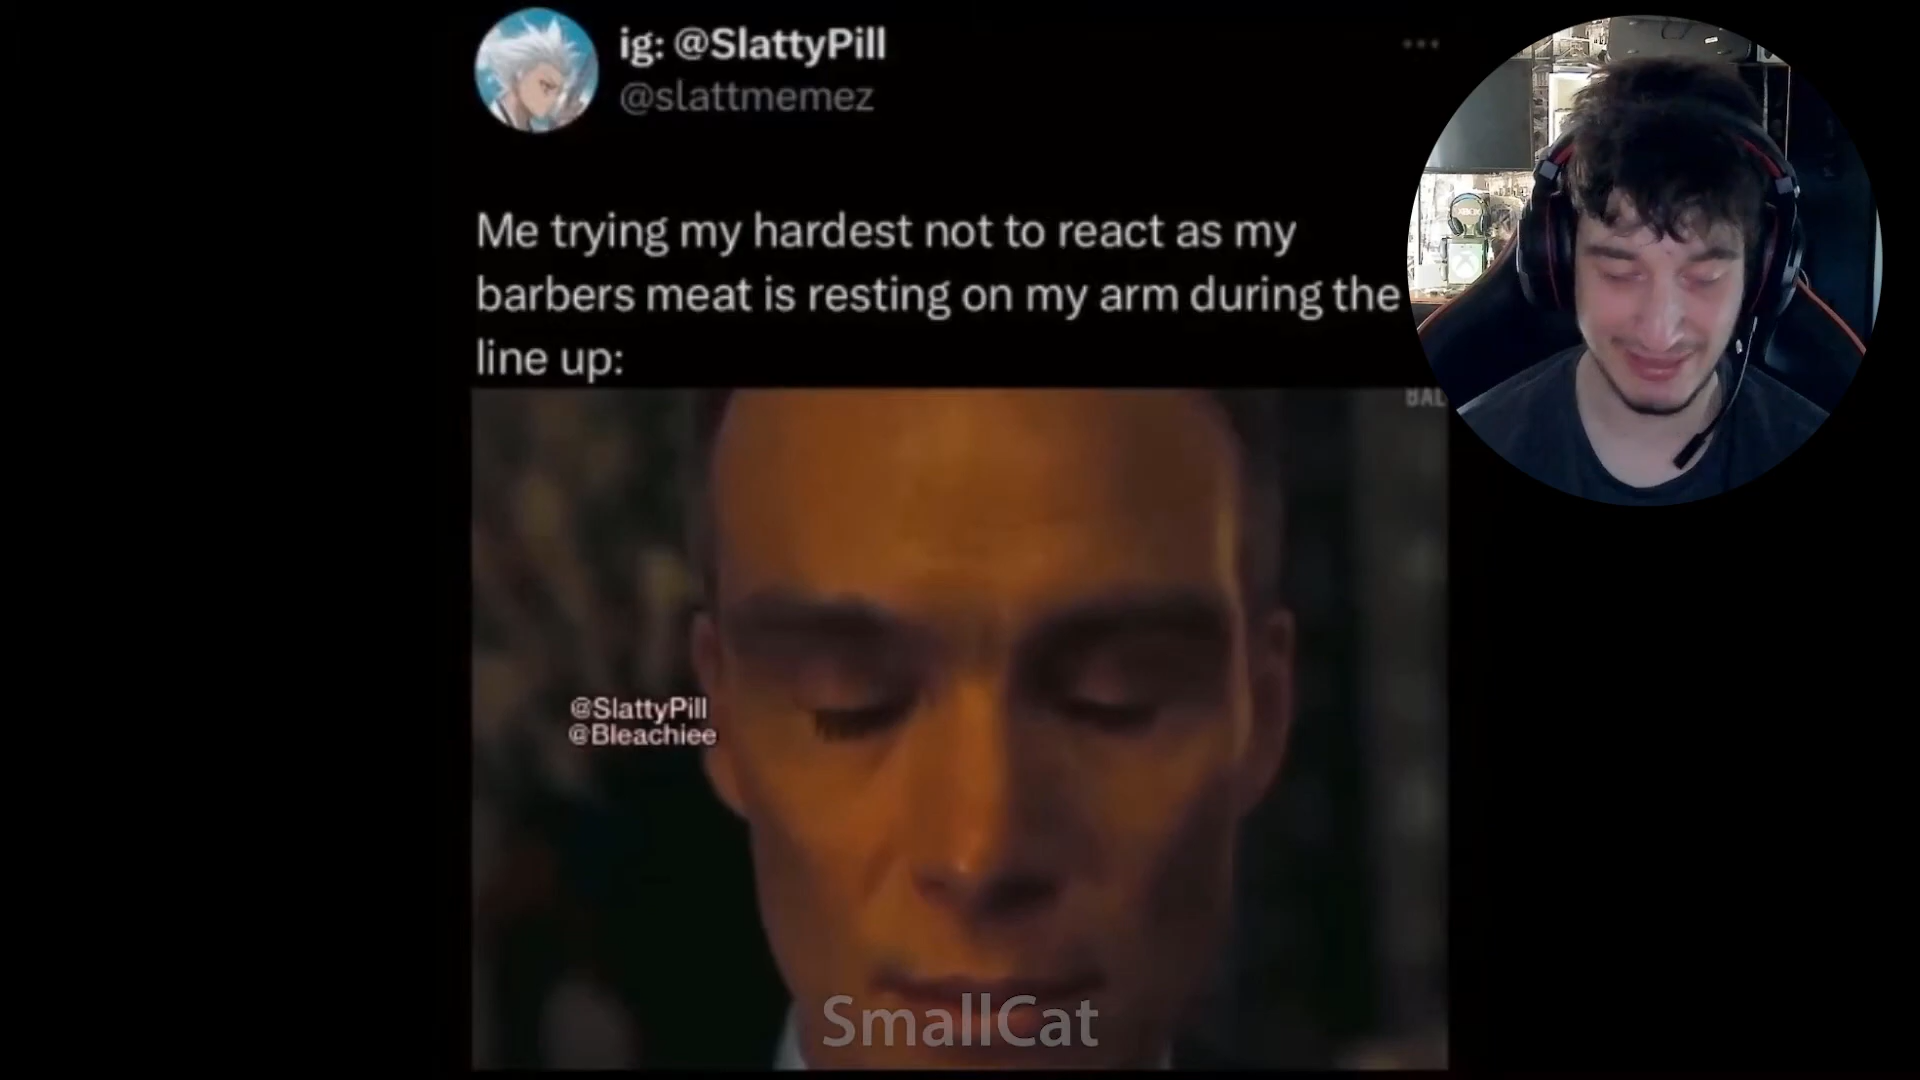 ig: @SlattyPill
@slattmemez
Me trying my hardest not to react as my
barbers meat is resting on my arm during the
line up:
@SlattyPill
@Bleachiee
SmallCat